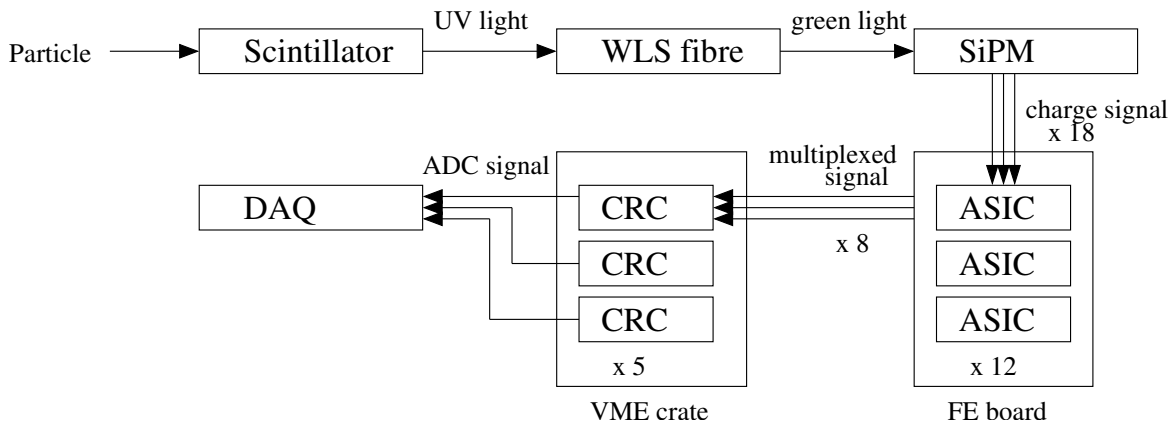 UV light
green light
Particle
Scintillator
WLS fibre
SiPM
charge signal
x 18
ADC signal
multiplexed
signal
DAQ
CRC
ASIC
x 8
CRC
ASIC
CRC
ASIC
x 5
x 12
VME crate
FE board